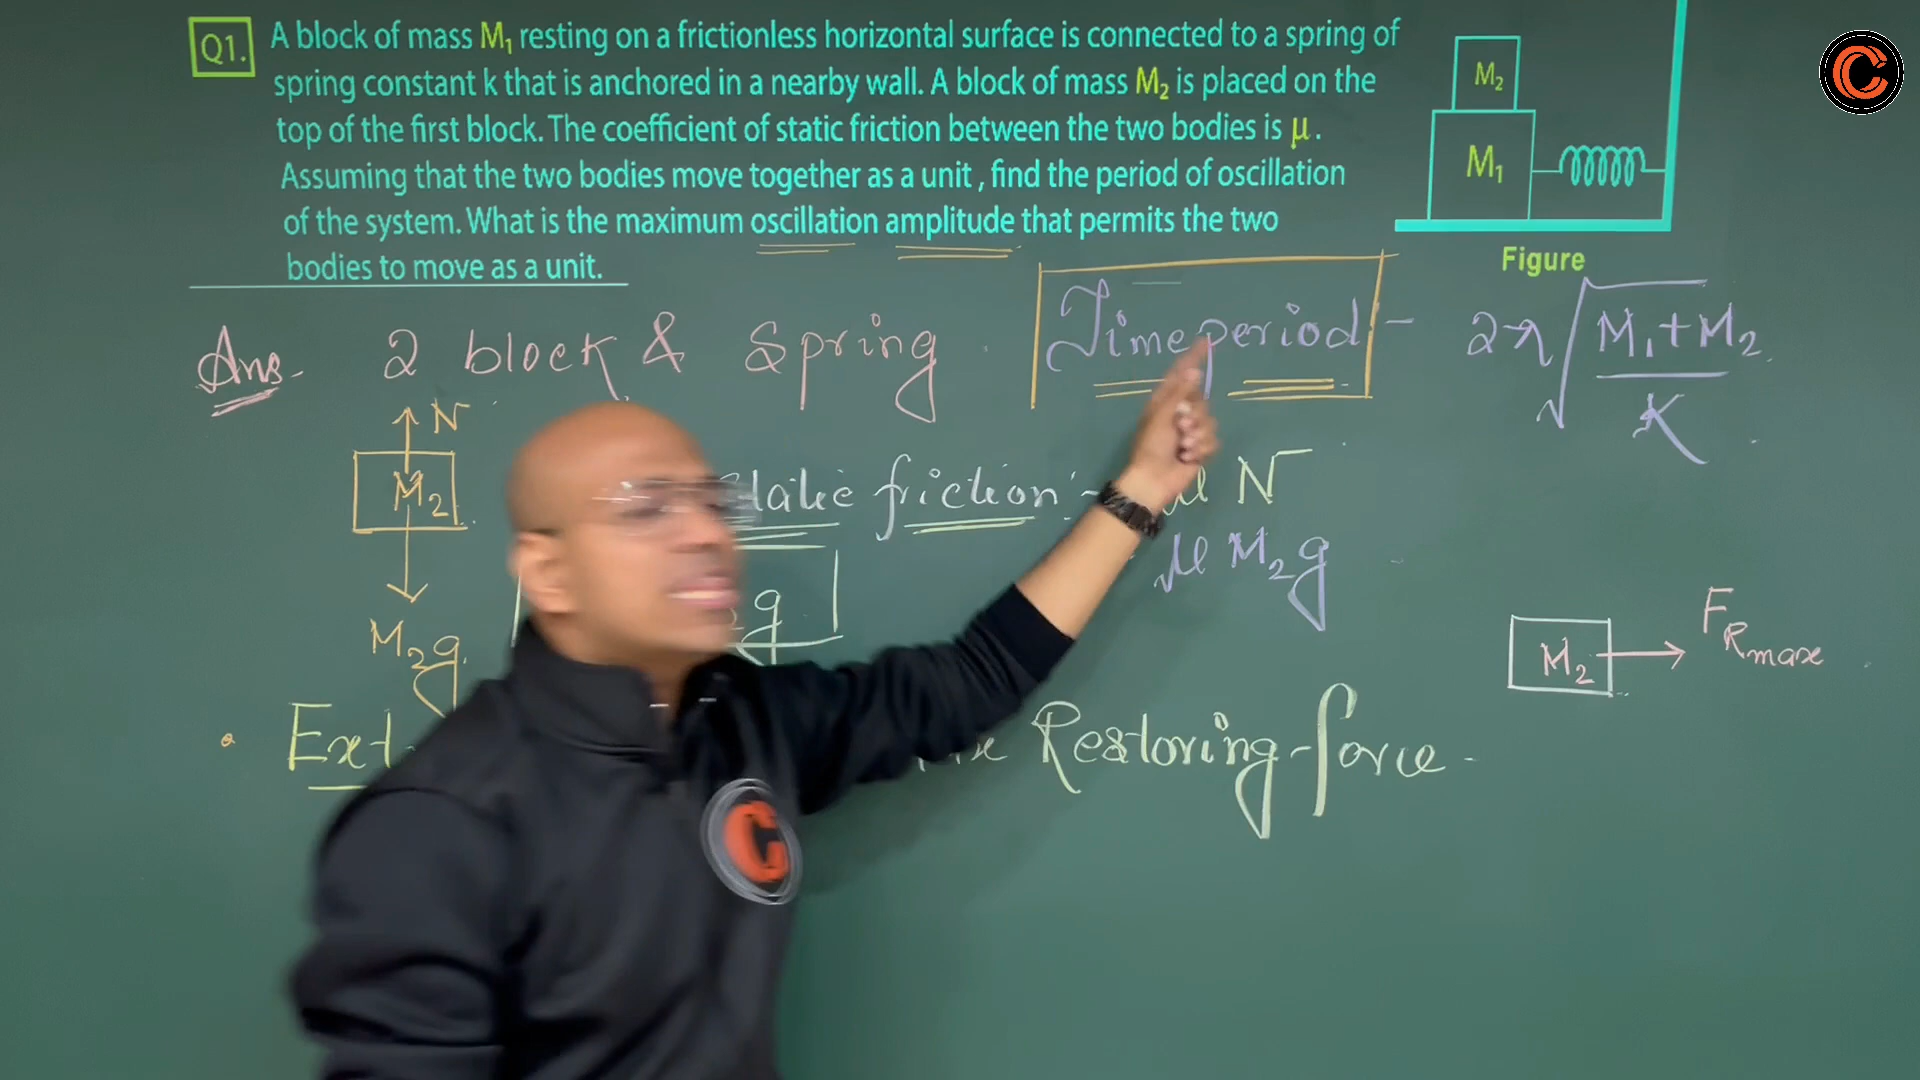 Q1. A block of mass M₁ resting on a frictionless horizontal surface is connected to a spring of
spring constant k that is anchored in a nearby wall. A block of mass M₂ is placed on the
top of the first block. The coefficient of static friction between the two bodies is μ.
Assuming that the two bodies move together as a unit, find the period of oscillation
of the system. What is the maximum oscillation amplitude that permits the two
bodies to move as a unit.
M₂
M₁
Figure
Ans. 2 block & Spring Time period - 2π√(M₁+M₂/K)
N
M₂
M₂g
Static friction :- μ N
μ M₂g
g
M₂ F Rmax
• Ext Restoring force.